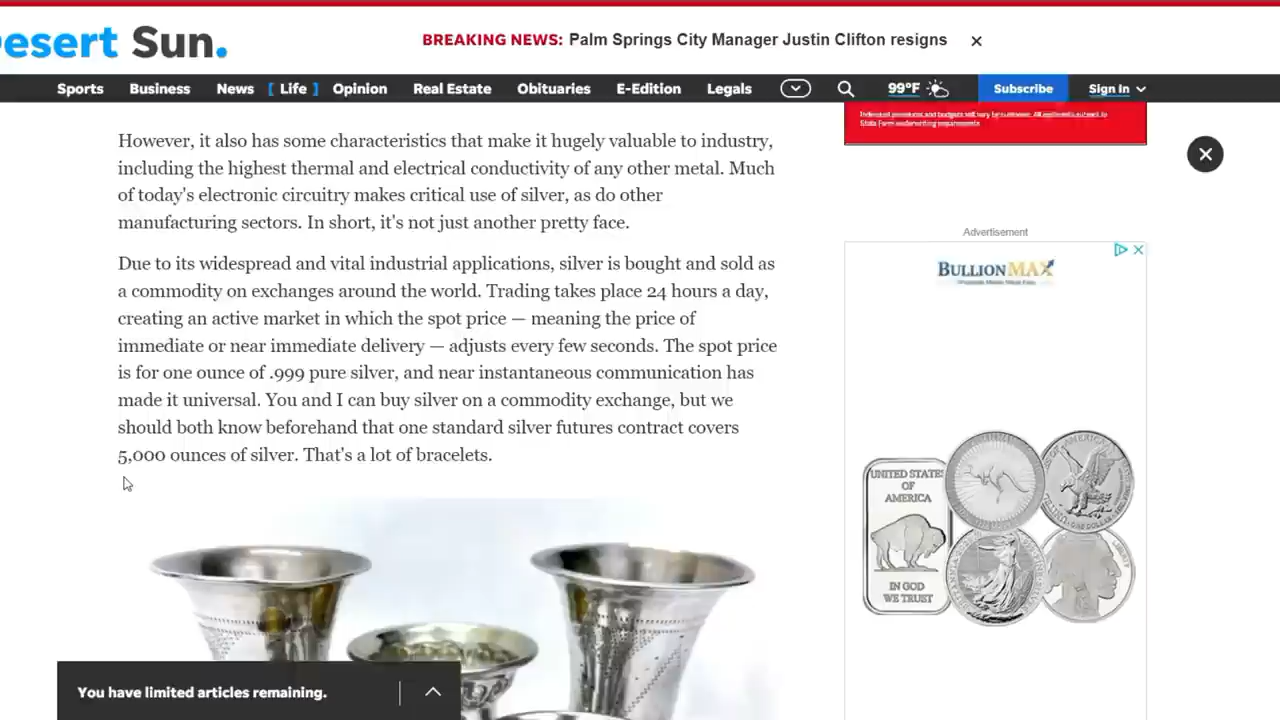 esert Sun.
BREAKING NEWS: Palm Springs City Manager Justin Clifton resigns
Sports Business News [ Life ] Opinion Real Estate Obituaries E-Edition Legals 99°F Subscribe Sign In
However, it also has some characteristics that make it hugely valuable to industry,
including the highest thermal and electrical conductivity of any other metal. Much
of today's electronic circuitry makes critical use of silver, as do other
manufacturing sectors. In short, it's not just another pretty face.
Due to its widespread and vital industrial applications, silver is bought and sold as
a commodity on exchanges around the world. Trading takes place 24 hours a day,
creating an active market in which the spot price — meaning the price of
immediate or near immediate delivery — adjusts every few seconds. The spot price
is for one ounce of .999 pure silver, and near instantaneous communication has
made it universal. You and I can buy silver on a commodity exchange, but we
should both know beforehand that one standard silver futures contract covers
5,000 ounces of silver. That's a lot of bracelets.
You have limited articles remaining.
Advertisement
BULLIONMAX
UNITED STATES
OF
AMERICA
IN GOD
WE TRUST